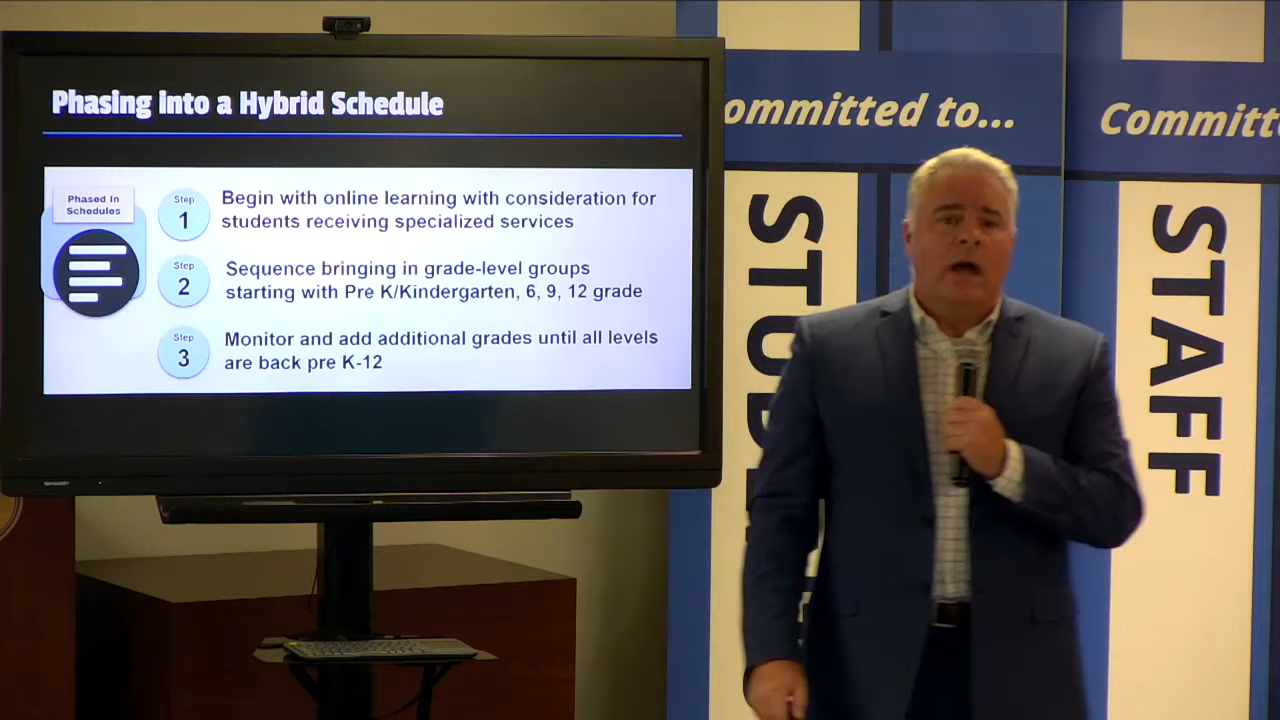 Phasing into a Hybrid Schedule
Phased In
Schedules
Step
1
Begin with online learning with consideration for
students receiving specialized services
Step
2
Sequence bringing in grade-level groups
starting with Pre K/Kindergarten, 6, 9, 12 grade
Step
3
Monitor and add additional grades until all levels
are back pre K-12
SHARP
ommitted to...
Committ
STUD
STAFF